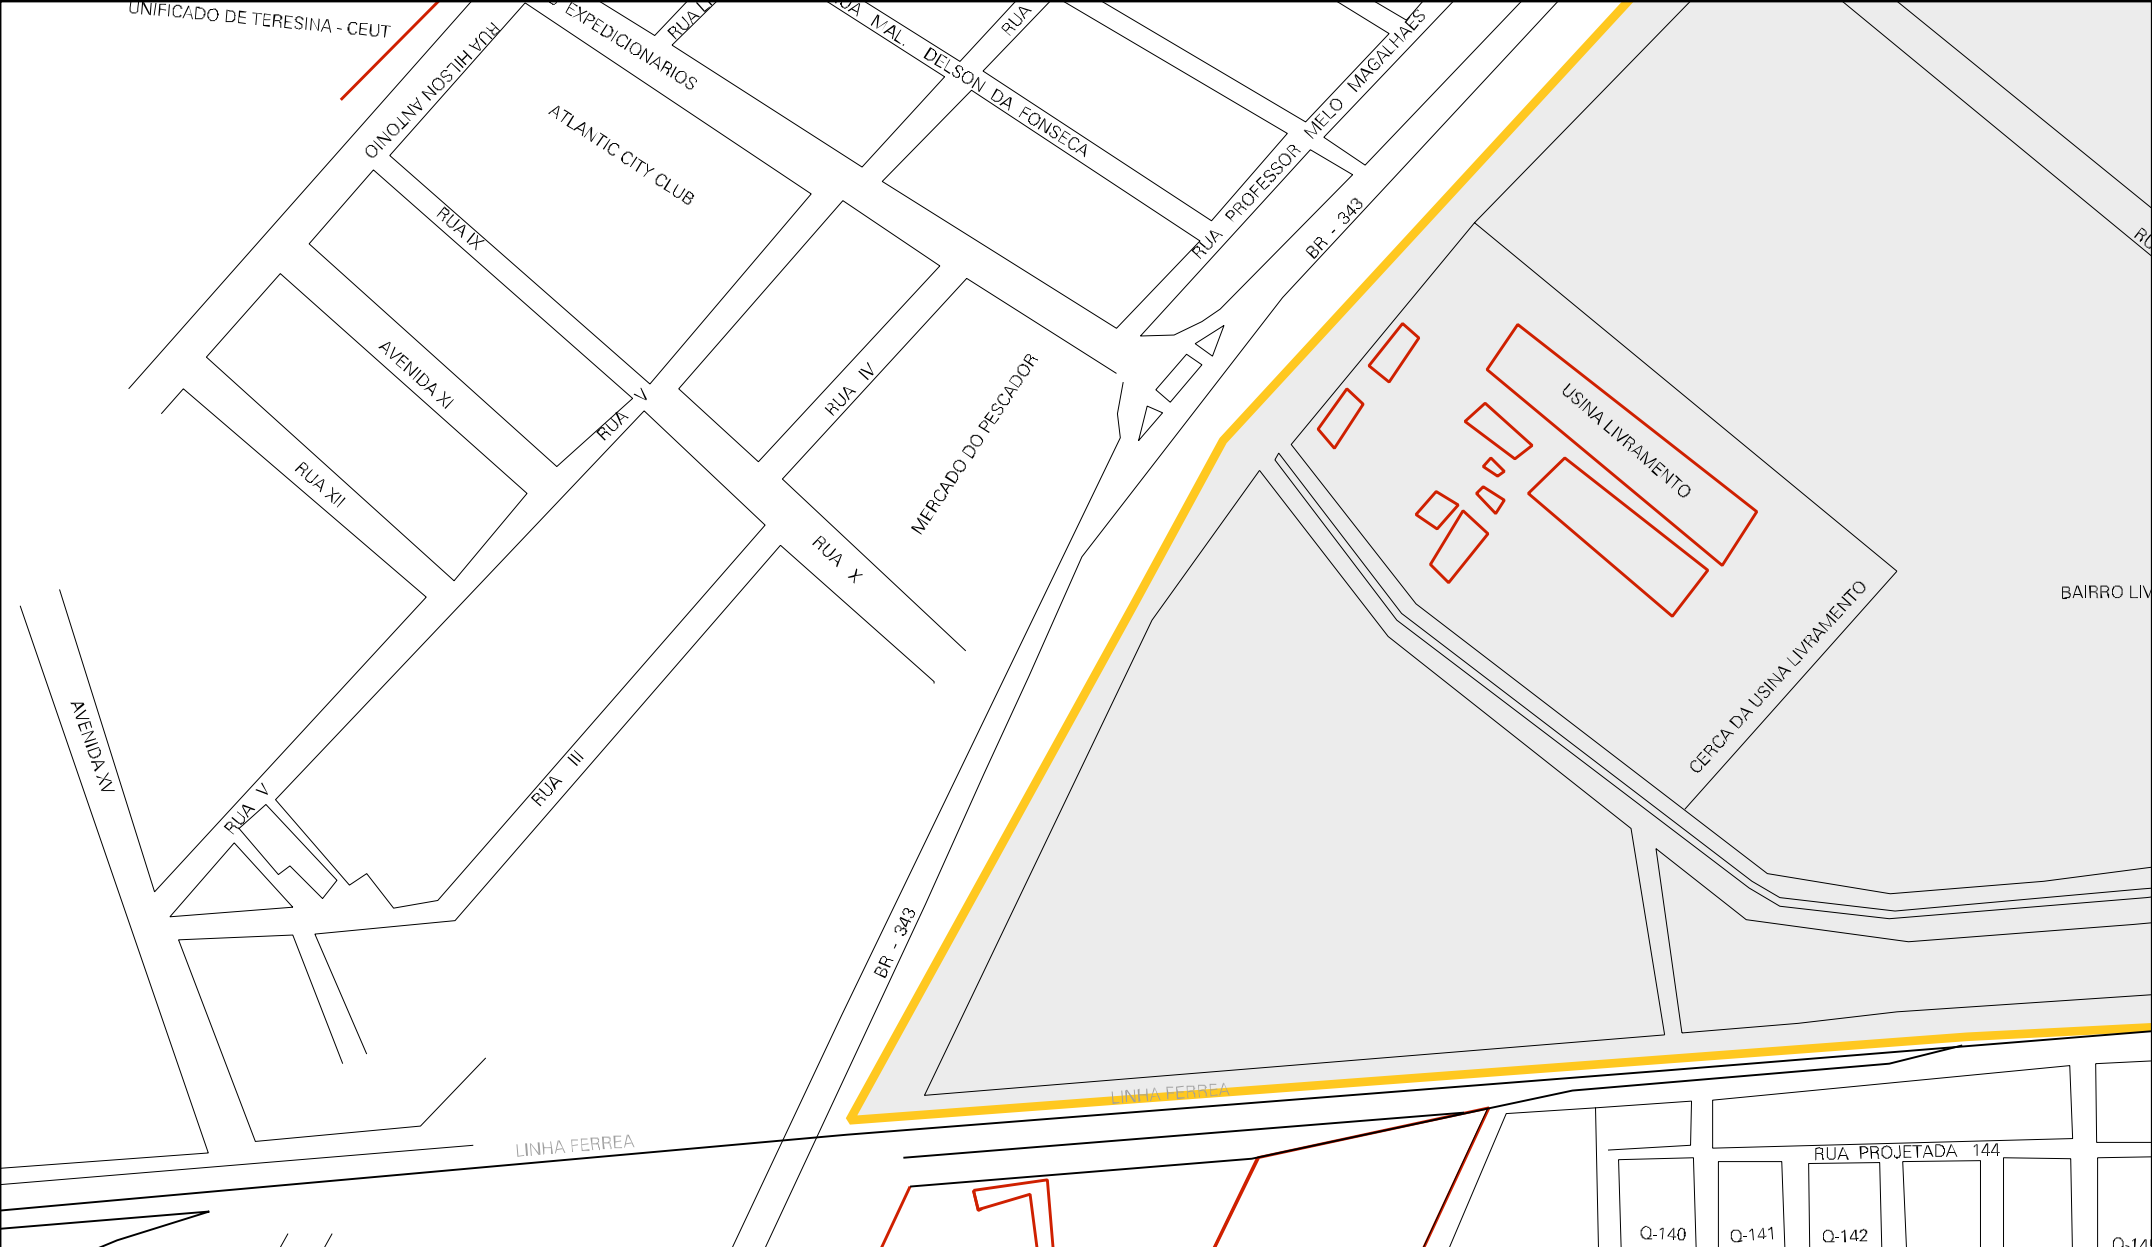 UNIFICADO DE TERESINA - CEUT
EXPEDICIONARIOS
RUA
MAL. DELSON DA FONSECA
RUA
RUA PROFESSOR MELO MAGALHAES
RUA HILSON ANTONIO
ATLANTIC CITY CLUB
BR - 343
RUA IX
AVENIDA XI
RUA V
RUA IV
MERCADO DO PESCADOR
USINA LIVRAMENTO
RUA XII
RUA X
BAIRRO LIV
CERCA DA USINA LIVRAMENTO
AVENIDA XV
RUA III
RUA V
BR - 343
LINHA FERREA
LINHA FERREA
RUA PROJETADA 144
Q-140
Q-141
Q-142